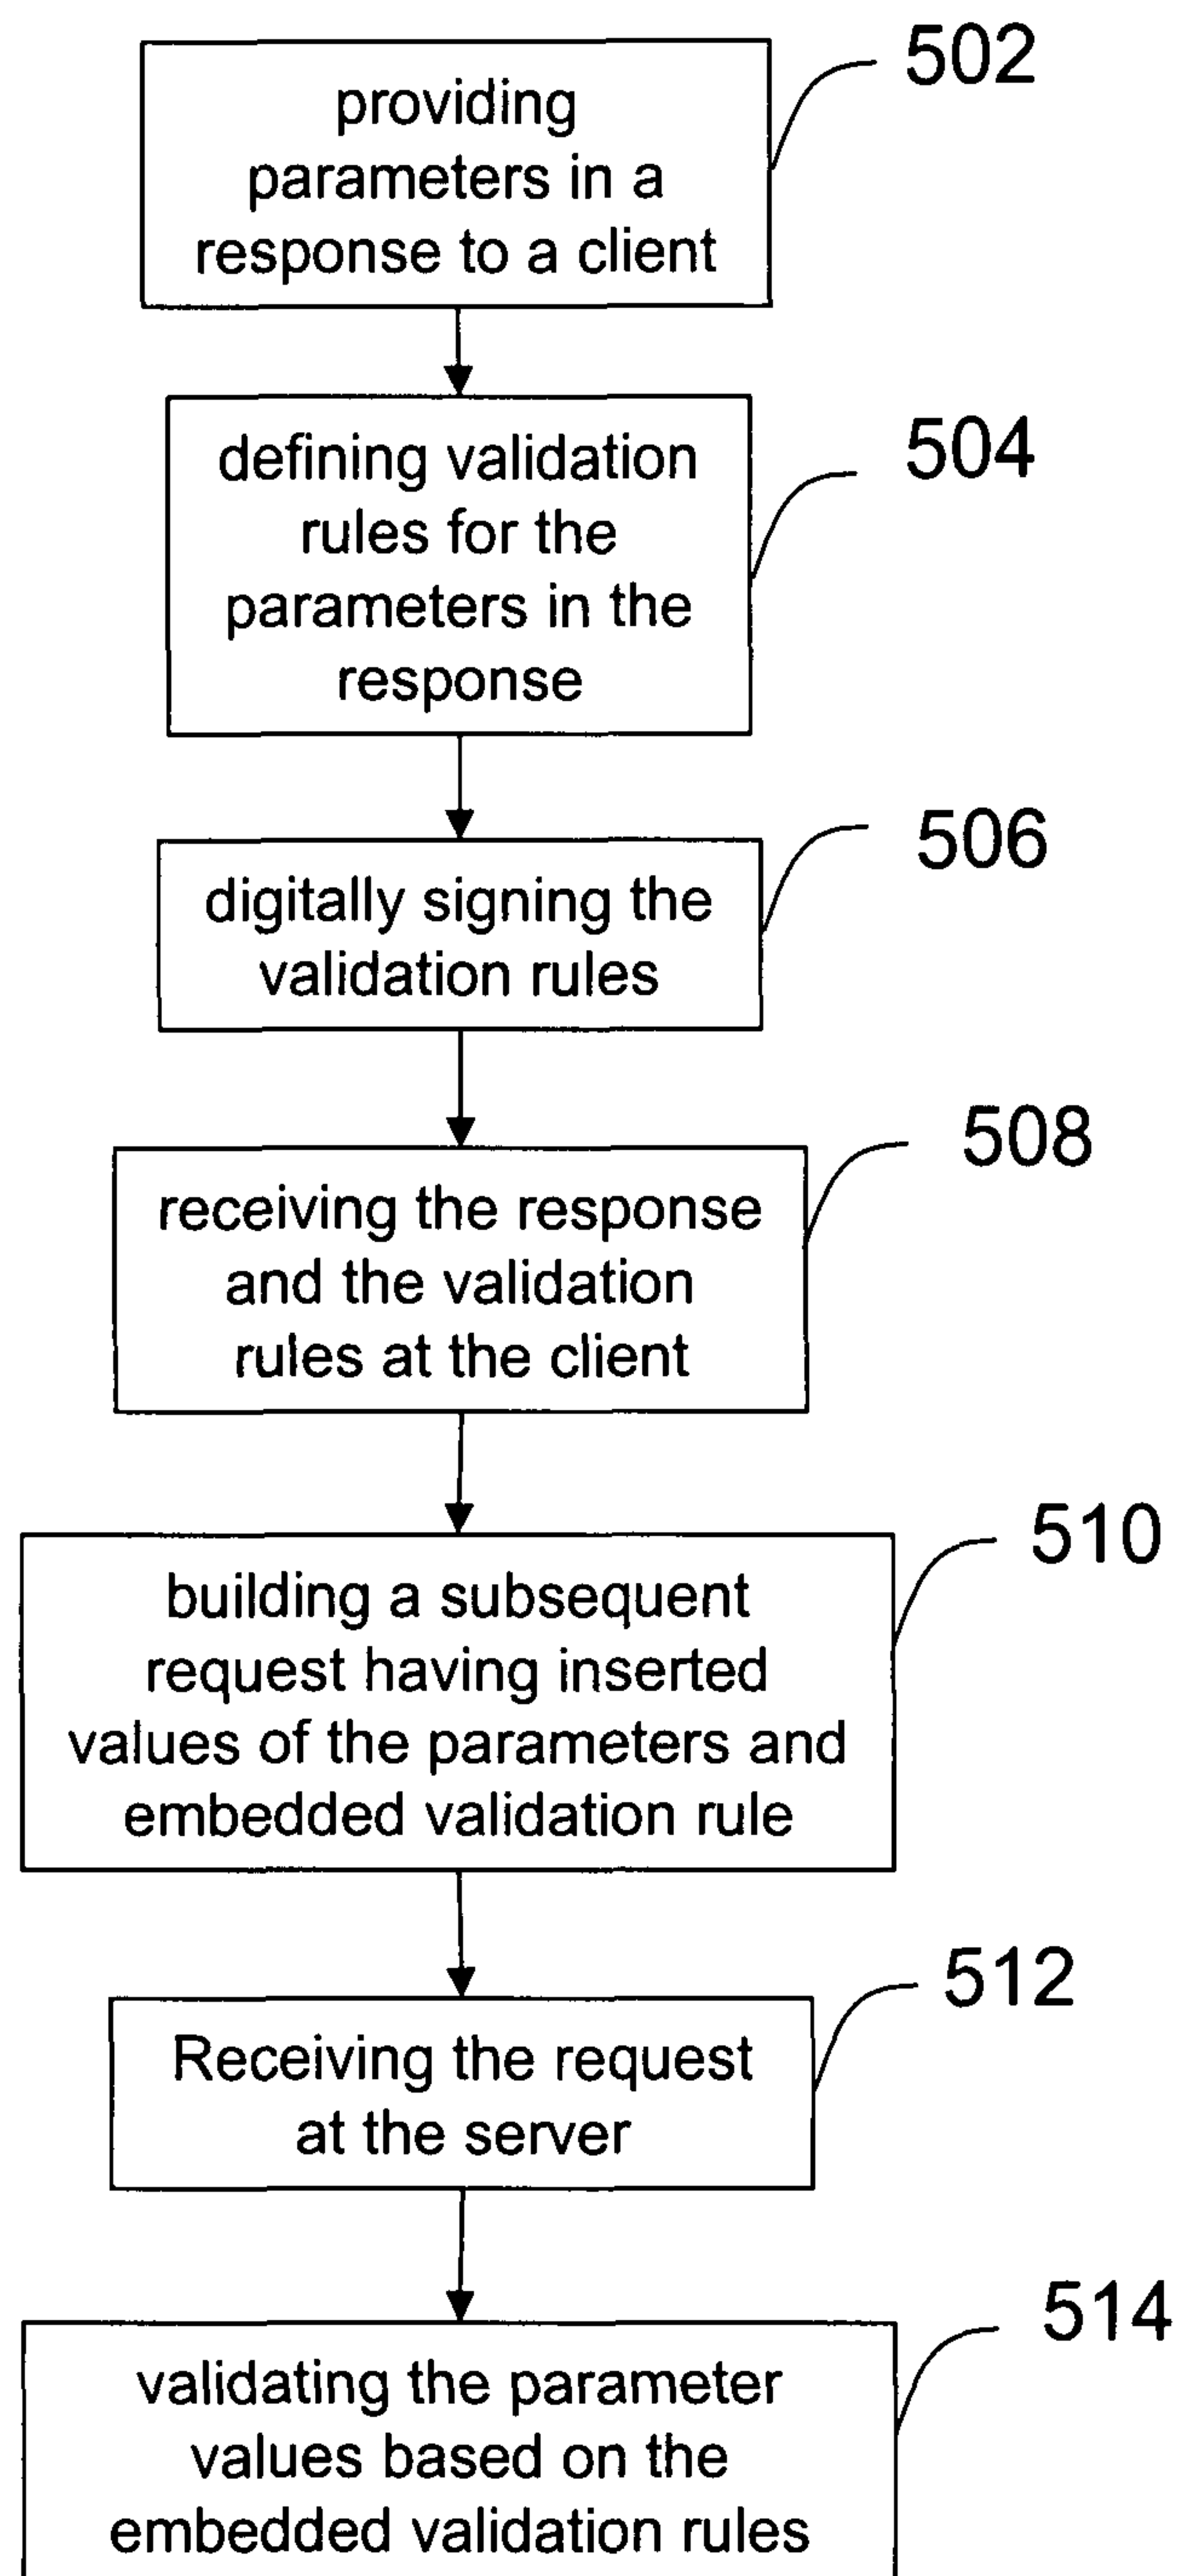 502
providing
parameters in a
response to a client
504
defining validation
rules for the
parameters in the
response
506
digitally signing the
validation rules
508
receiving the response
and the validation
rules at the client
510
building a subsequent
request having inserted
values of the parameters and
embedded validation rule
512
Receiving the request
at the server
514
validating the parameter
values based on the
embedded validation rules